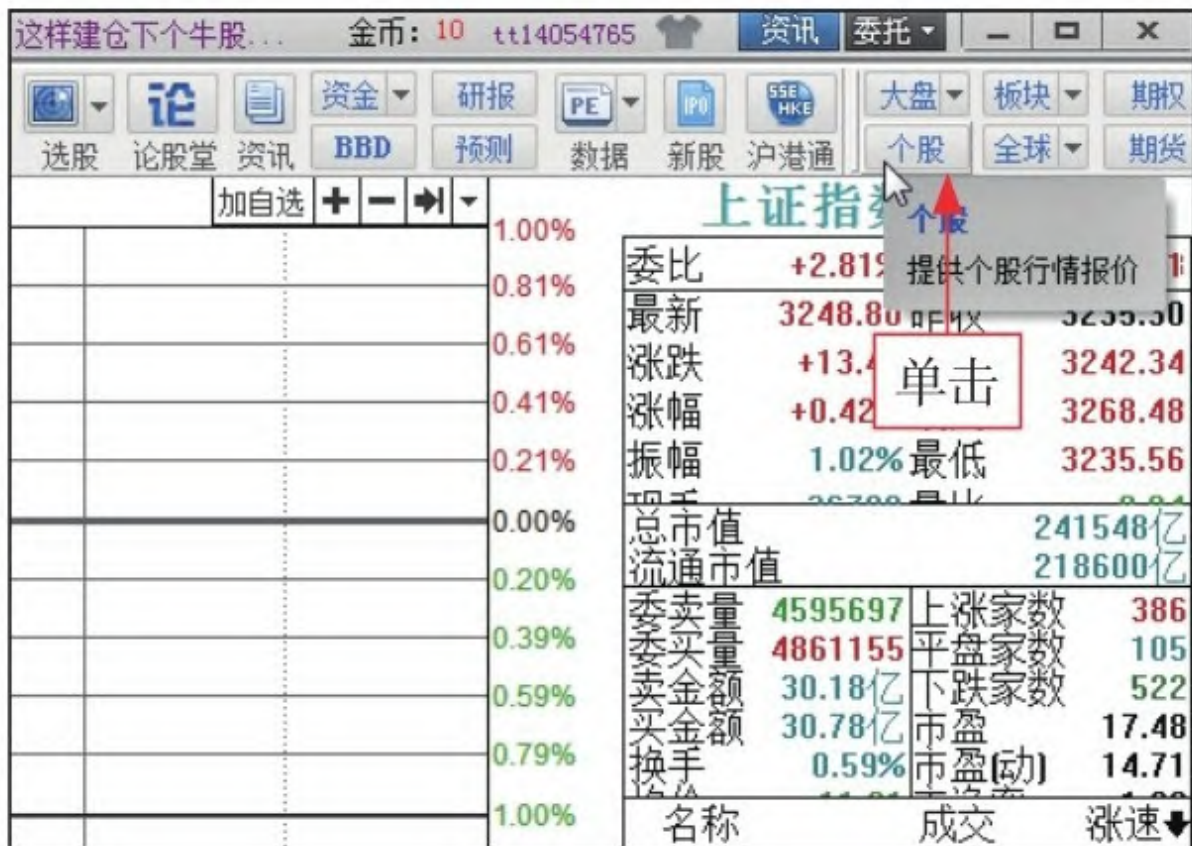 这样建仓下个牛股... 金币: 10 tt14054765 资讯 委托
资金 研报 PE IPO SSE HKE 大盘 板块 期权
选股 论股堂 资讯 BBD 预测 数据 新股 沪港通 个股 全球 期货
加自选
上证指
个股
提供个股行情报价
单击
1.00%
0.81%
0.61%
0.41%
0.21%
0.00%
0.20%
0.39%
0.59%
0.79%
1.00%
委比 +2.81
最新 3248.80 昨收 3235.30
涨跌 +13.4 3242.34
涨幅 +0.42 3268.48
振幅 1.02% 最低 3235.56
总市值 241548亿
流通市值 218600亿
委卖量 4595697 上涨家数 386
委买量 4861155 平盘家数 105
卖金额 30.18亿 下跌家数 522
买金额 30.78亿 市盈 17.48
换手 0.59% 市盈(动) 14.71
名称 成交 涨速